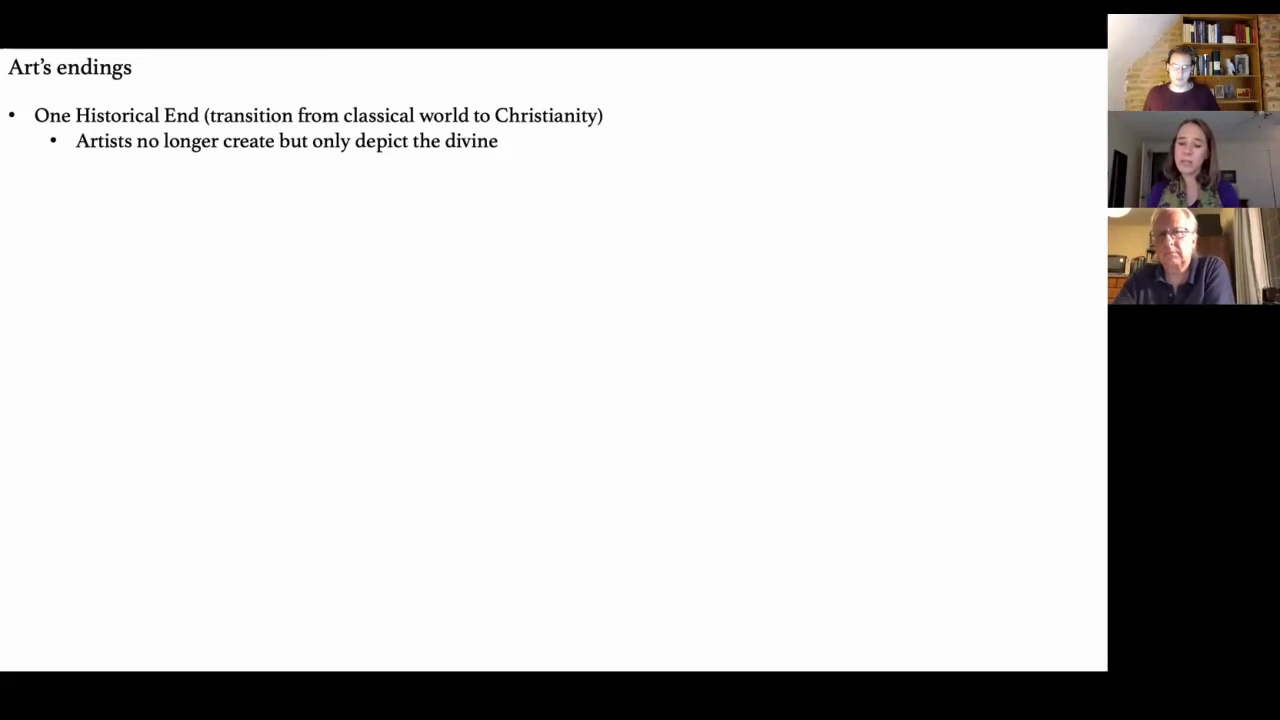 Art’s endings
• One Historical End (transition from classical world to Christianity)
• Artists no longer create but only depict the divine